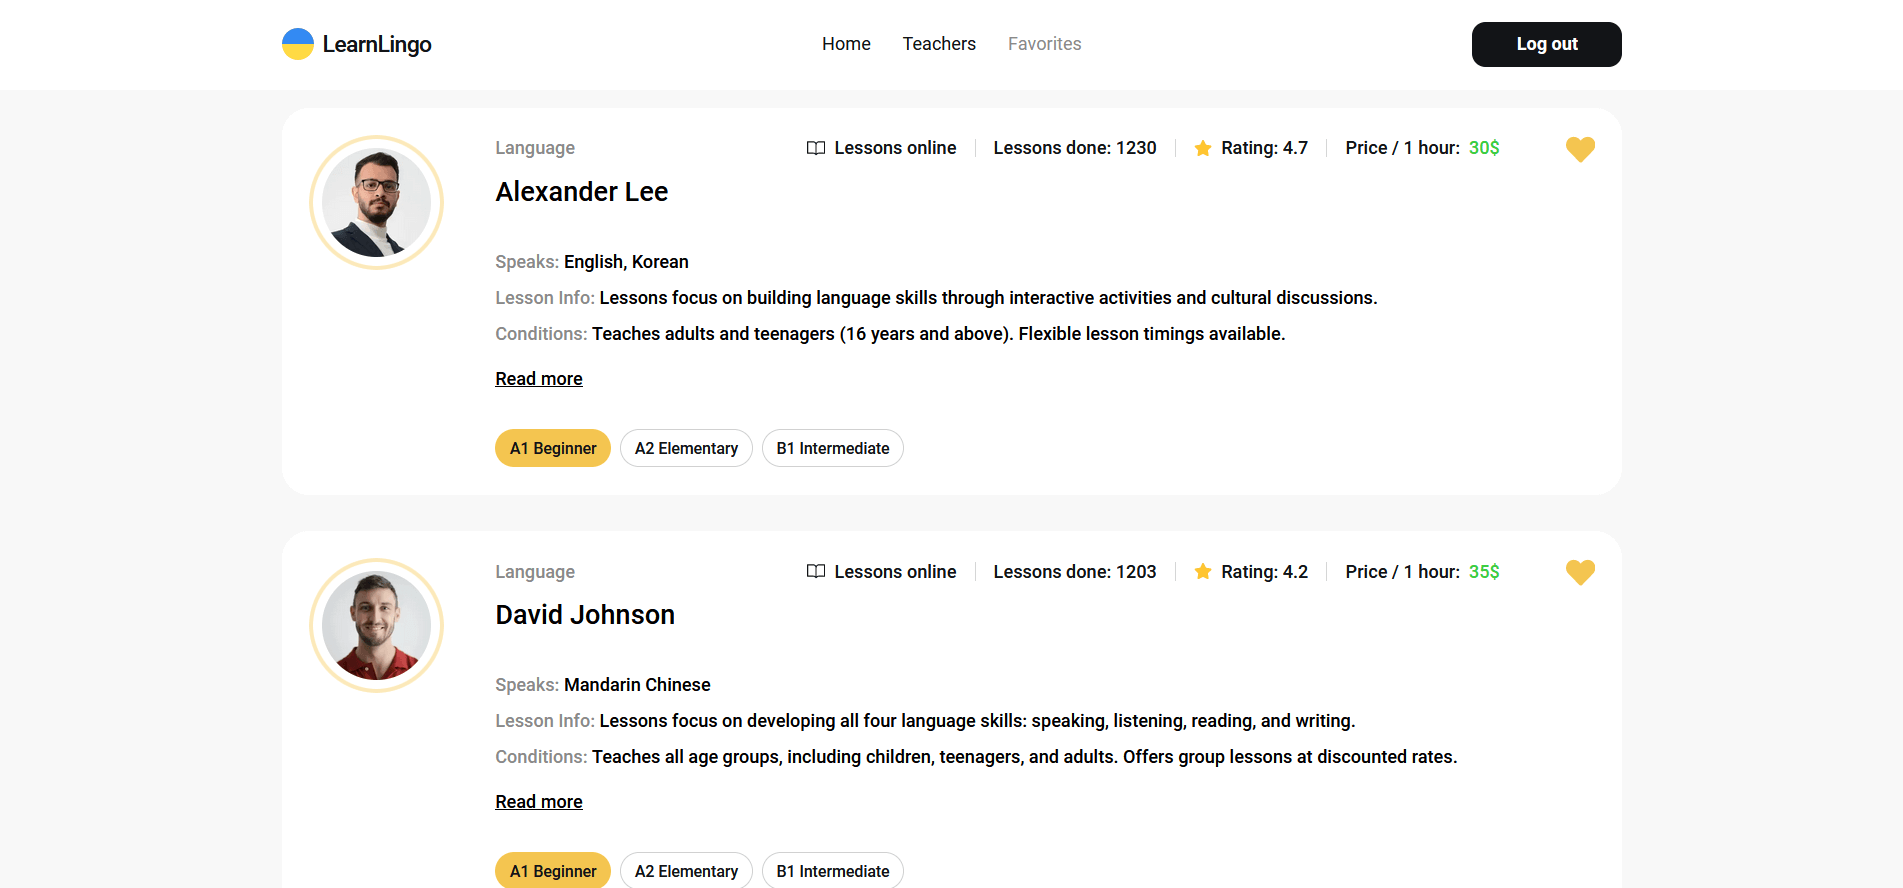 LearnLingo
Home Teachers Favorites
Log out
Language
Lessons online Lessons done: 1230 Rating: 4.7 Price / 1 hour: 30$
Alexander Lee
Speaks: English, Korean
Lesson Info: Lessons focus on building language skills through interactive activities and cultural discussions.
Conditions: Teaches adults and teenagers (16 years and above). Flexible lesson timings available.
Read more
A1 Beginner A2 Elementary B1 Intermediate
Language
Lessons online Lessons done: 1203 Rating: 4.2 Price / 1 hour: 35$
David Johnson
Speaks: Mandarin Chinese
Lesson Info: Lessons focus on developing all four language skills: speaking, listening, reading, and writing.
Conditions: Teaches all age groups, including children, teenagers, and adults. Offers group lessons at discounted rates.
Read more
A1 Beginner A2 Elementary B1 Intermediate